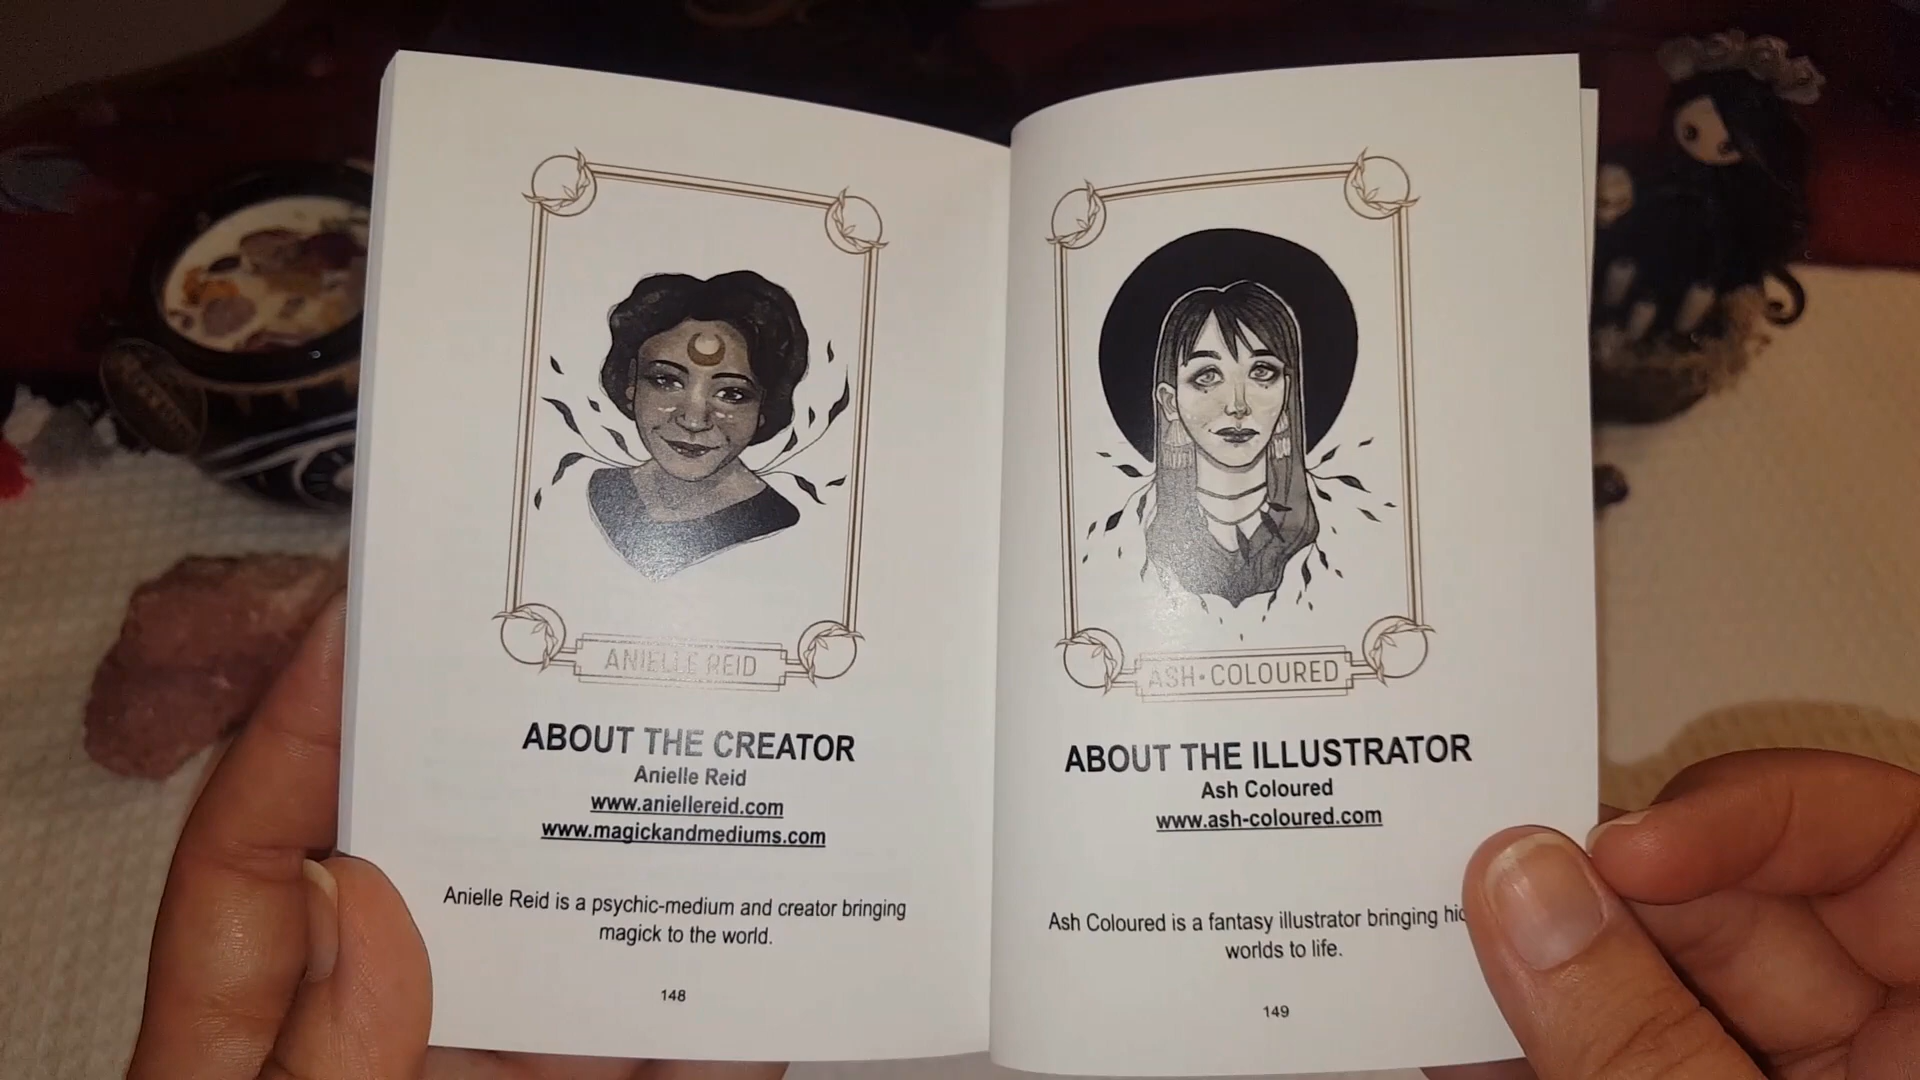 ANIELLE REID
ABOUT THE CREATOR
Anielle Reid
www.aniellereid.com
www.magickandmediums.com
Anielle Reid is a psychic-medium and creator bringing
magick to the world.
148
ASH•COLOURED
ABOUT THE ILLUSTRATOR
Ash Coloured
www.ash-coloured.com
Ash Coloured is a fantasy illustrator bringing
worlds to life.
149